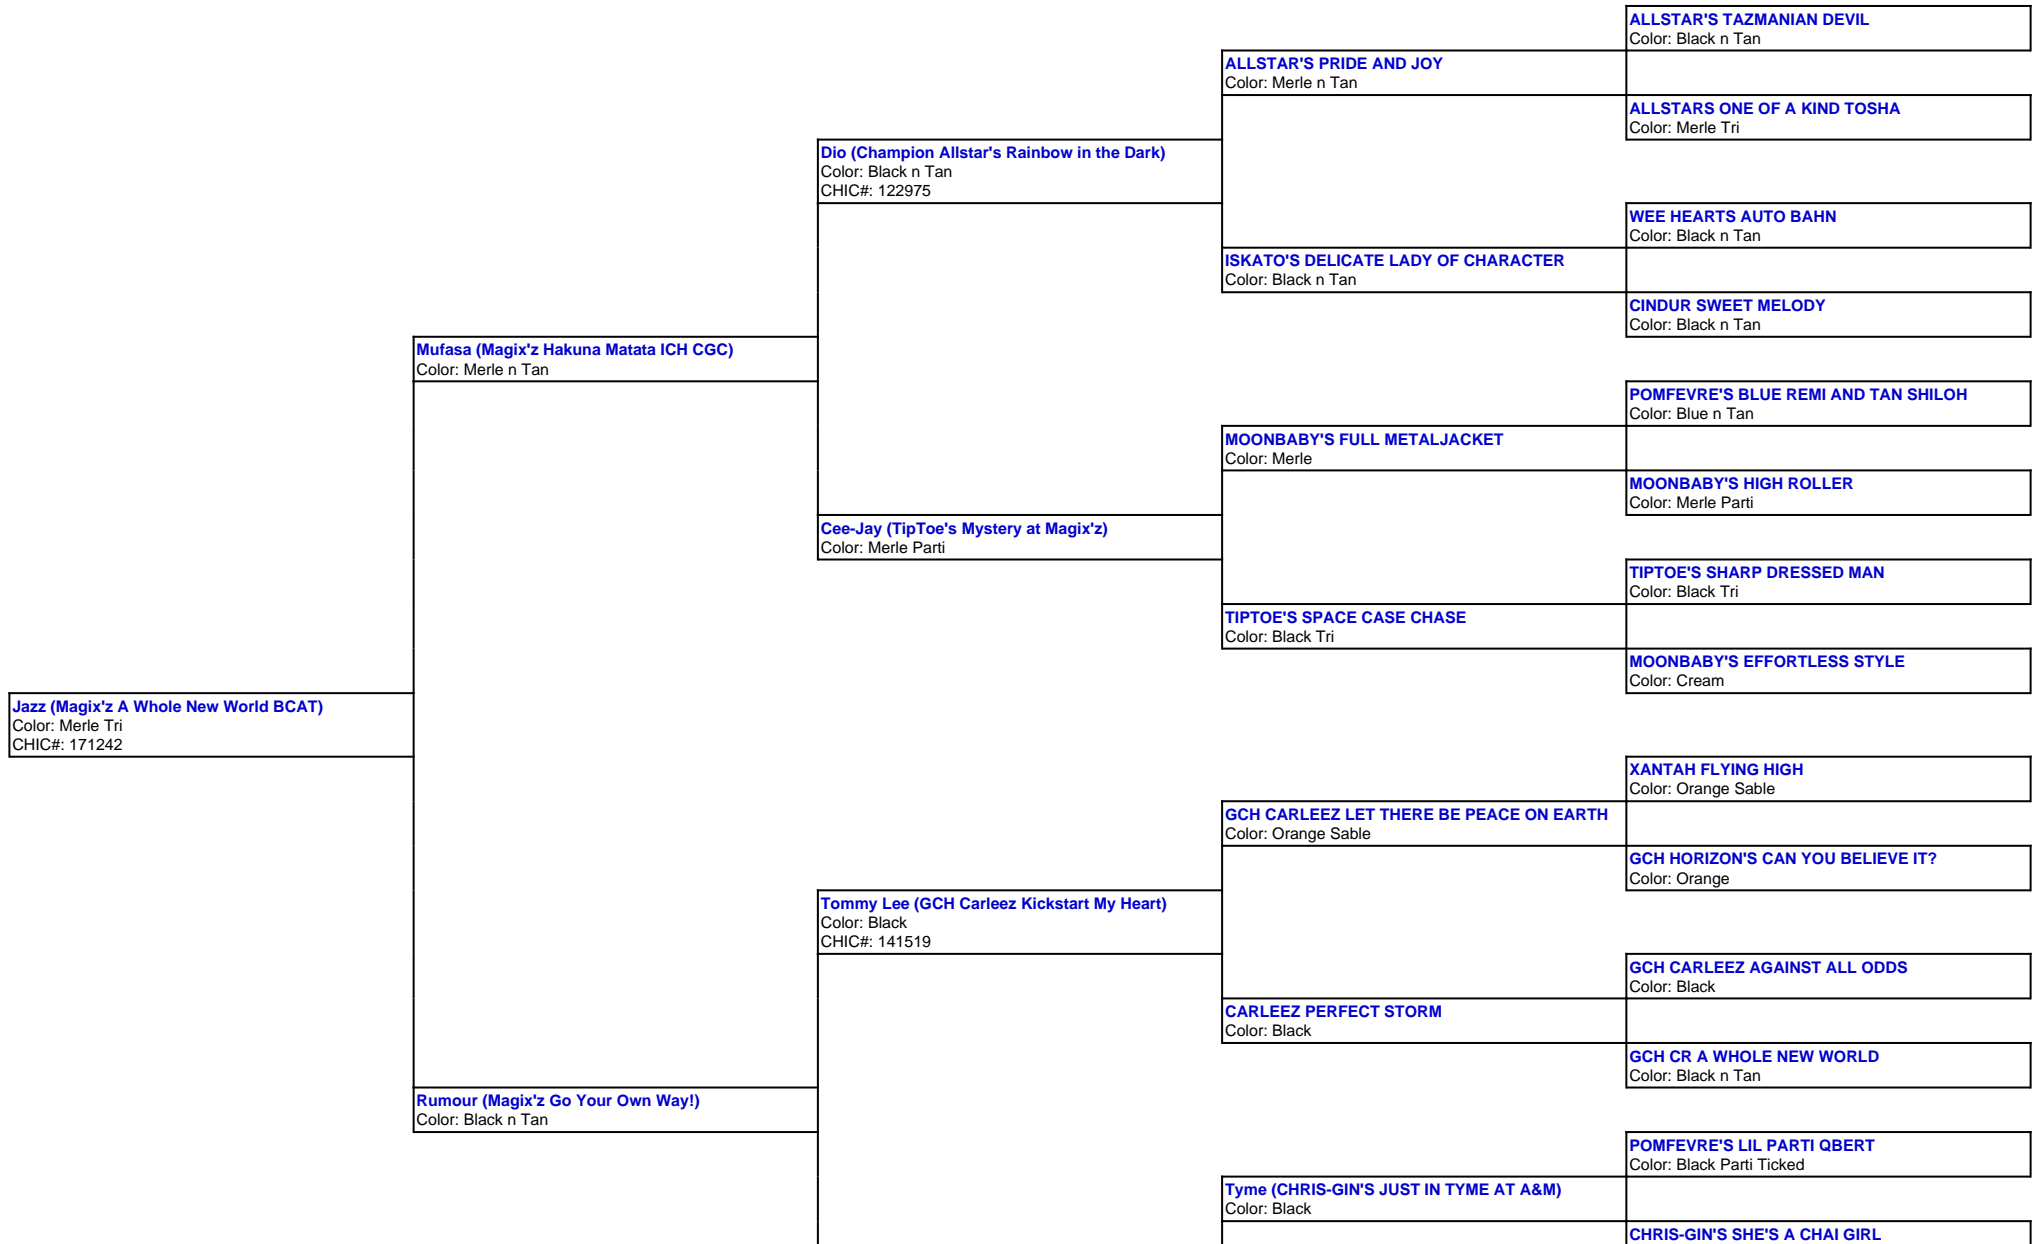 ALLSTAR'S TAZMANIAN DEVIL
Color: Black n Tan
ALLSTAR'S PRIDE AND JOY
Color: Merle n Tan
ALLSTARS ONE OF A KIND TOSHA
Color: Merle Tri
Dio (Champion Allstar's Rainbow in the Dark)
Color: Black n Tan
CHIC#: 122975
WEE HEARTS AUTO BAHN
Color: Black n Tan
ISKATO'S DELICATE LADY OF CHARACTER
Color: Black n Tan
CINDUR SWEET MELODY
Color: Black n Tan
Mufasa (Magix'z Hakuna Matata ICH CGC)
Color: Merle n Tan
POMFEVRE'S BLUE REMI AND TAN SHILOH
Color: Blue n Tan
MOONBABY'S FULL METALJACKET
Color: Merle
MOONBABY'S HIGH ROLLER
Color: Merle Parti
Cee-Jay (TipToe's Mystery at Magix'z)
Color: Merle Parti
TIPTOE'S SHARP DRESSED MAN
Color: Black Tri
TIPTOE'S SPACE CASE CHASE
Color: Black Tri
MOONBABY'S EFFORTLESS STYLE
Color: Cream
Jazz (Magix'z A Whole New World BCAT)
Color: Merle Tri
CHIC#: 171242
XANTAH FLYING HIGH
Color: Orange Sable
GCH CARLEEZ LET THERE BE PEACE ON EARTH
Color: Orange Sable
GCH HORIZON'S CAN YOU BELIEVE IT?
Color: Orange
Tommy Lee (GCH Carleez Kickstart My Heart)
Color: Black
CHIC#: 141519
GCH CARLEEZ AGAINST ALL ODDS
Color: Black
CARLEEZ PERFECT STORM
Color: Black
GCH CR A WHOLE NEW WORLD
Color: Black n Tan
Rumour (Magix'z Go Your Own Way!)
Color: Black n Tan
POMFEVRE'S LIL PARTI QBERT
Color: Black Parti Ticked
Tyme (CHRIS-GIN'S JUST IN TYME AT A&M)
Color: Black
CHRIS-GIN'S SHE'S A CHAI GIRL